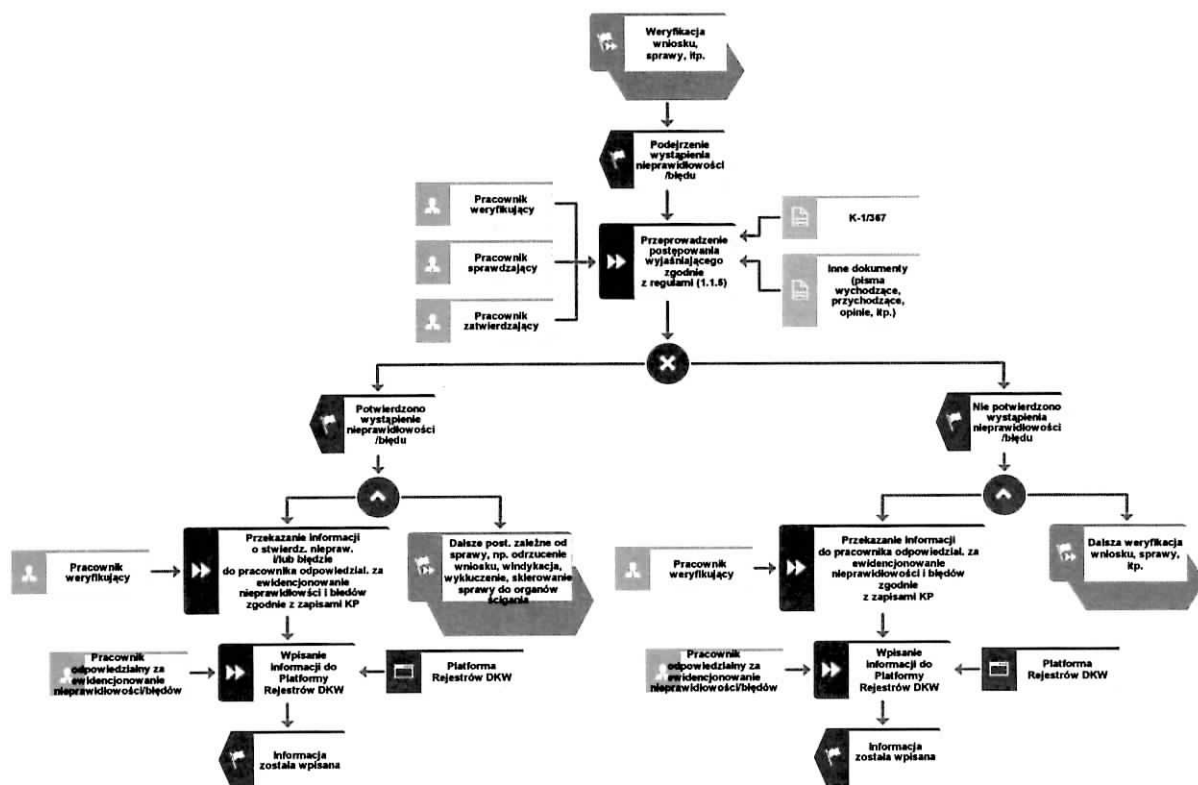 Weryfikacja
wniosku,
sprawy, itp.
Podejrzenie
wystąpienia
nieprawidłowości
/błędu
Pracownik
weryfikujący
Pracownik
sprawdzający
Pracownik
zatwierdzający
Przeprowadzenie
postępowania
wyjaśniającego
zgodnie
z regułami (1.1.5)
K-1/367
Inne dokumenty
(pisma
wychodzące,
przychodzące,
opinie, itp.)
Potwierdzono
wystąpienie
nieprawidłowości
/błędu
Nie potwierdzono
wystąpienia
nieprawidłowości
/błędu
Pracownik
weryfikujący
Przekazanie informacji
o stwierdz. niepraw.
i/lub błędzie
do pracownika odpowiedzial. za
ewidencjonowanie
nieprawidłowości i błedów
zgodnie z zapisami KP
Dalsze post. zależne od
sprawy, np. odrzucenie
wniosku, windykacja,
wykluczenie, skierowanie
sprawy do organów
ścigania
Pracownik
weryfikujący
Przekazanie informacji
do pracownika odpowiedzial. za
ewidencjonowanie
nieprawidłowości i błędów
zgodnie
z zapisami KP
Dalsza weryfikacja
wniosku, sprawy,
itp.
Pracownik
odpowiedzialny za
ewidencjonowanie
nieprawidłowości/błędów
Wpisanie
informacji do
Platformy
Rejestrów DKW
Platforma
Rejestrów DKW
Pracownik
odpowiedzialny za
ewidencjonowanie
nieprawidłowości/błędów
Wpisanie
informacji do
Platformy
Rejestrów DKW
Platforma
Rejestrów DKW
Informacja
została wpisana
Informacja
została wpisana